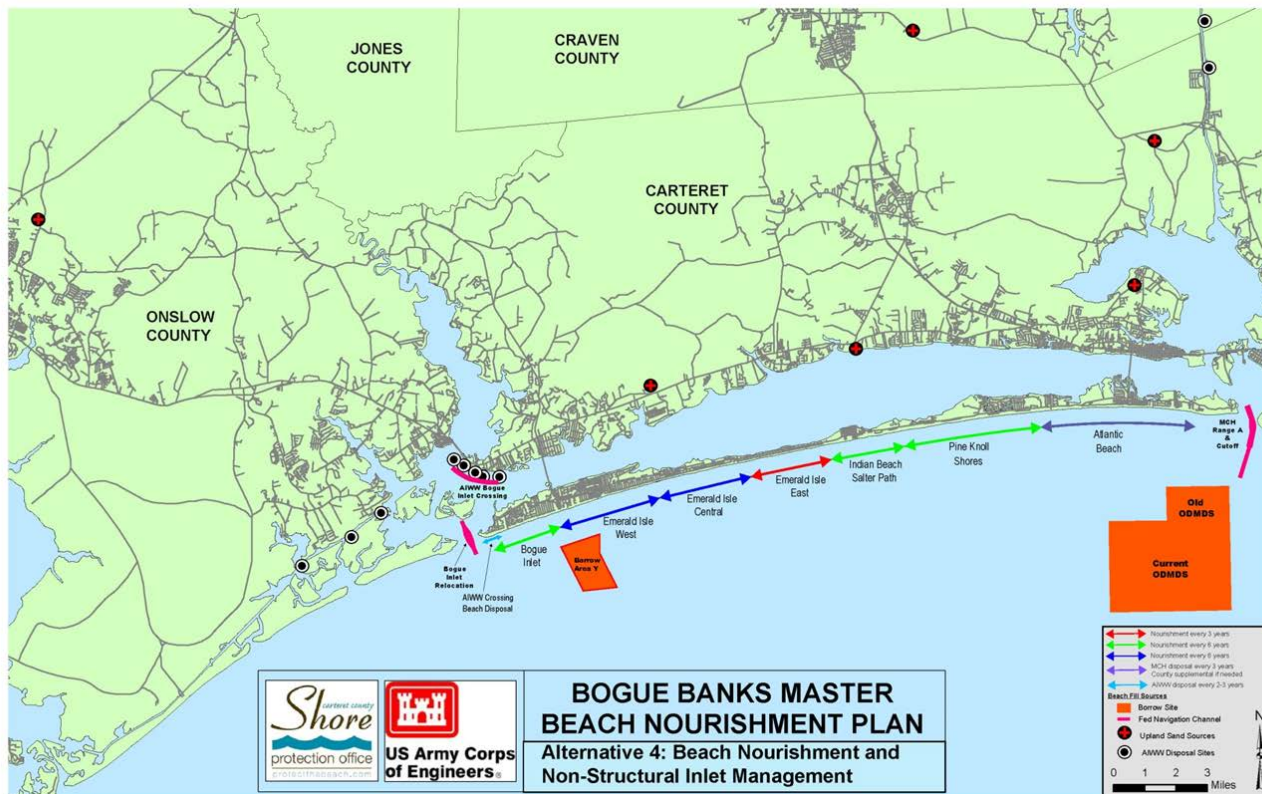 JONES
COUNTY
CRAVEN
COUNTY
CARTERET
COUNTY
ONSLOW
COUNTY
AIWW Bogue
Inlet Crossing
Bogue
Inlet
Relocation
AIWW Crossing
Beach Disposal
Bogue
Inlet
Emerald Isle
West
Borrow
Area Y
Emerald Isle
Central
Emerald Isle
East
Indian Beach
Salter Path
Pine Knoll
Shores
Atlantic
Beach
MCH
Range A
&
Cutoff
Old
ODMDS
Current
ODMDS
Nourishment every 3 years
Nourishment every 6 years
Nourishment every 6 years
MCH disposal every 3 years
County supplemental if needed
AIWW disposal every 2-3 years
Beach Fill Sources
Borrow Site
Fed Navigation Channel
Upland Sand Sources
AIWW Disposal Sites
N
0 1 2 3
Miles
carteret county
Shore
protection office
protectthebeach.com
US Army Corps
of Engineers®
BOGUE BANKS MASTER
BEACH NOURISHMENT PLAN
Alternative 4: Beach Nourishment and
Non-Structural Inlet Management